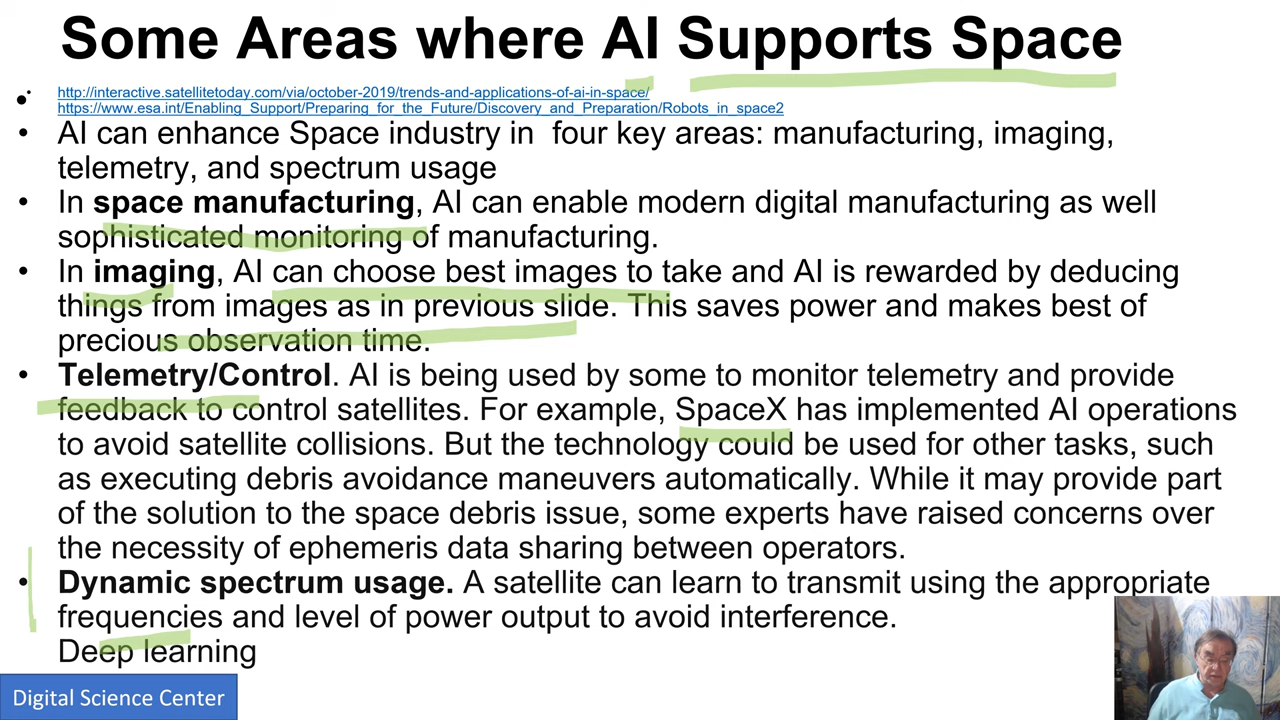 Some Areas where AI Supports Space
• http://interactive.satellitetoday.com/via/october-2019/trends-and-applications-of-ai-in-space/
https://www.esa.int/Enabling_Support/Preparing_for_the_Future/Discovery_and_Preparation/Robots_in_space2
• AI can enhance Space industry in four key areas: manufacturing, imaging,
telemetry, and spectrum usage
• In space manufacturing, AI can enable modern digital manufacturing as well
sophisticated monitoring of manufacturing.
• In imaging, AI can choose best images to take and AI is rewarded by deducing
things from images as in previous slide. This saves power and makes best of
precious observation time.
• Telemetry/Control. AI is being used by some to monitor telemetry and provide
feedback to control satellites. For example, SpaceX has implemented AI operations
to avoid satellite collisions. But the technology could be used for other tasks, such
as executing debris avoidance maneuvers automatically. While it may provide part
of the solution to the space debris issue, some experts have raised concerns over
the necessity of ephemeris data sharing between operators.
• Dynamic spectrum usage. A satellite can learn to transmit using the appropriate
frequencies and level of power output to avoid interference.
Deep learning
Digital Science Center